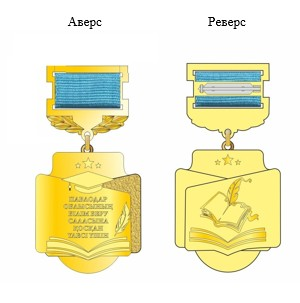 Аверс Реверс
ПАВЛОДАР
ОБЛЫСЫНЫҢ
БІЛІМ БЕРУ
САЛАСЫНА
ҚОСҚАН
ҮЛЕСІ ҮШІН